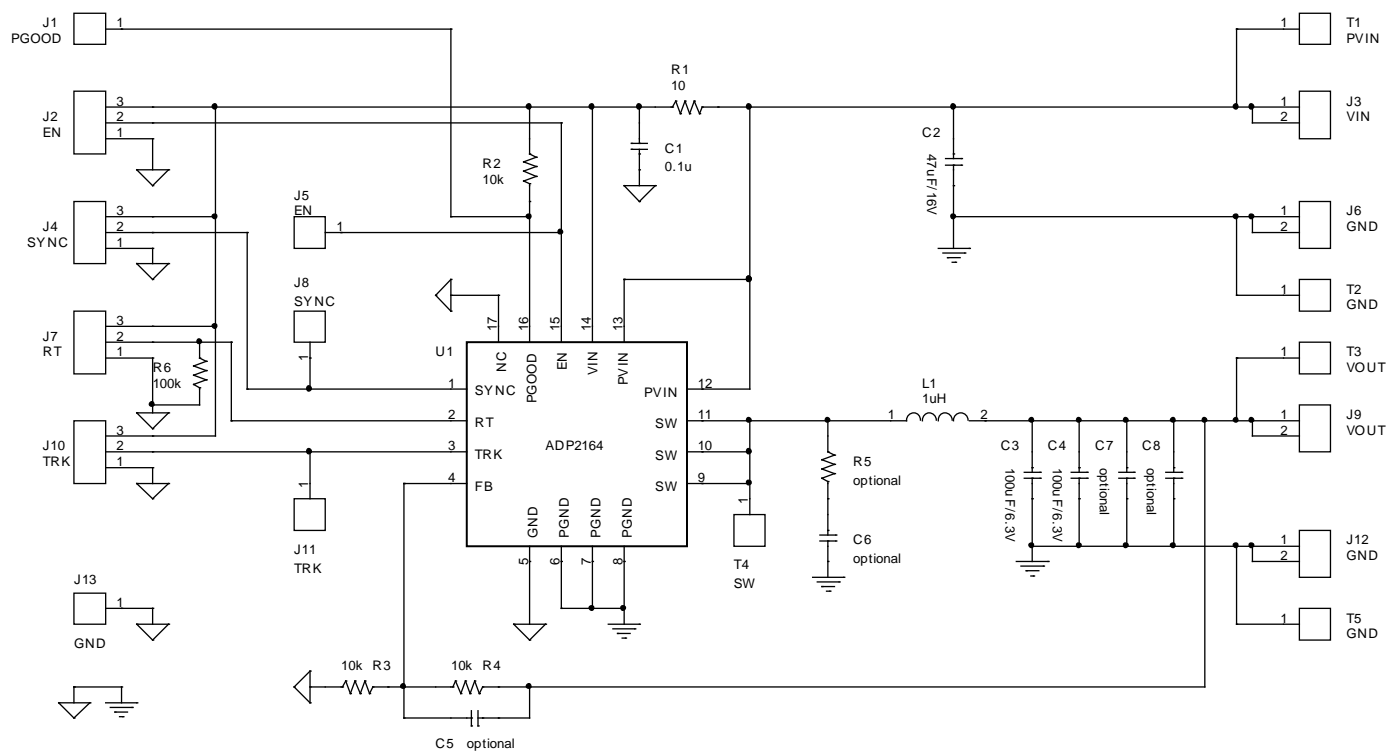 J1
PGOOD
1
1
T1
PVIN
J2
EN
3
2
1
R1
10
1
2
J3
VIN
R2
10k
C1
0.1u
C2
47uF/16V
J4
SYNC
3
2
1
J5
EN
1
1
2
J6
GND
J8
SYNC
1
1
T2
GND
J7
RT
3
2
1
R6
100k
U1
17
16
15
14
13
NC
PGOOD
EN
VIN
PVIN
1
T3
VOUT
1
SYNC
PVIN
12
2
RT
SW
11
L1
1uH
1
2
1
2
J9
VOUT
J10
TRK
3
2
1
3
TRK
ADP2164
SW
10
4
FB
SW
9
R5
optional
C3
100uF/6.3V
C4
100uF/6.3V
C7
optional
C8
optional
1
J11
TRK
GND
PGND
PGND
PGND
5
6
7
8
1
T4
SW
C6
optional
1
2
J12
GND
J13
1
GND
1
T5
GND
10k R3
10k R4
C5 optional